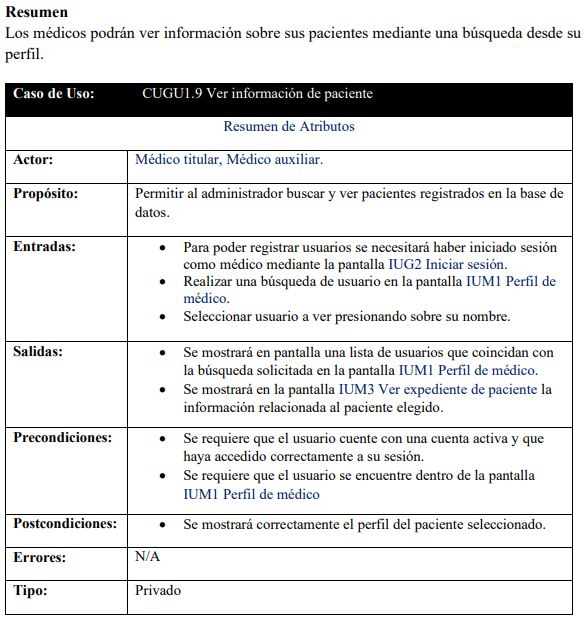 Resumen
Los médicos podrán ver información sobre sus pacientes mediante una búsqueda desde su
perfil.
Caso de Uso: CUGU1.9 Ver información de paciente
Resumen de Atributos
Actor: Médico titular, Médico auxiliar.
Propósito: Permitir al administrador buscar y ver pacientes registrados en la base de
datos.
Entradas: • Para poder registrar usuarios se necesitará haber iniciado sesión
como médico mediante la pantalla IUG2 Iniciar sesión.
• Realizar una búsqueda de usuario en la pantalla IUM1 Perfil de
médico.
• Seleccionar usuario a ver presionando sobre su nombre.
Salidas: • Se mostrará en pantalla una lista de usuarios que coincidan con
la búsqueda solicitada en la pantalla IUM1 Perfil de médico.
• Se mostrará en la pantalla IUM3 Ver expediente de paciente la
información relacionada al paciente elegido.
Precondiciones: • Se requiere que el usuario cuente con una cuenta activa y que
haya accedido correctamente a su sesión.
• Se requiere que el usuario se encuentre dentro de la pantalla
IUM1 Perfil de médico
Postcondiciones: • Se mostrará correctamente el perfil del paciente seleccionado.
Errores: N/A
Tipo: Privado